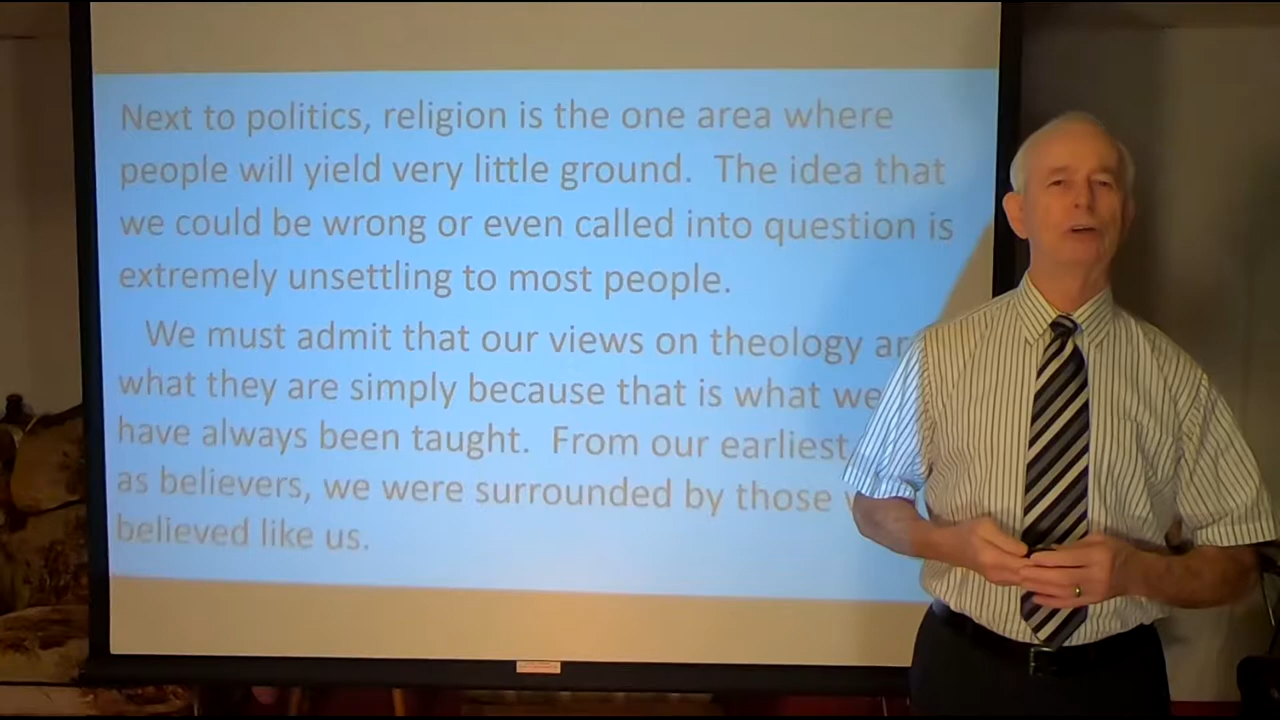 Next to politics, religion is the one area where
people will yield very little ground. The idea that
we could be wrong or even called into question is
extremely unsettling to most people.
We must admit that our views on theology ar
what they are simply because that is what we
have always been taught. From our earliest
as believers, we were surrounded by those
believed like us.